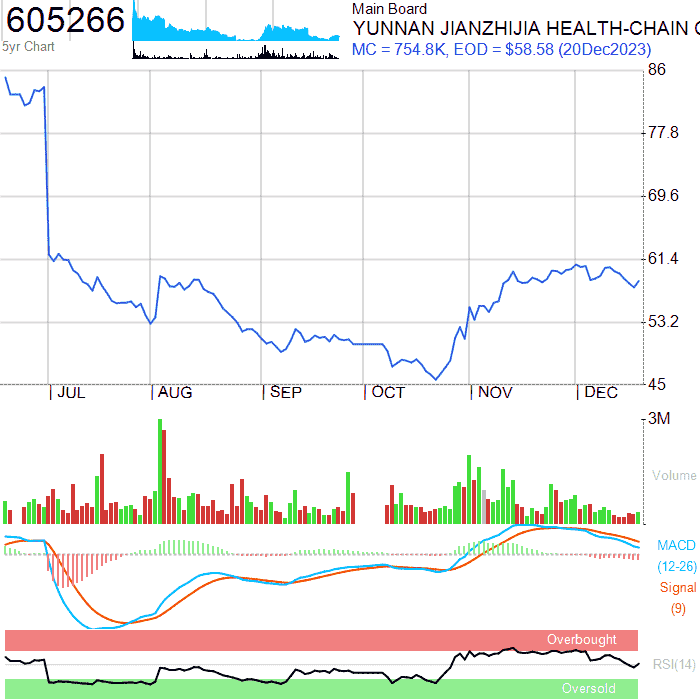 605266
5yr Chart
Main Board
YUNNAN JIANZHIJIA HEALTH-CHAIN
MC = 754.8K, EOD = $58.58 (20Dec2023)
86
77.8
69.6
61.4
53.2
45
JUL
AUG
SEP
OCT
NOV
DEC
3M
Volume
MACD
(12-26)
Signal
(9)
Overbought
RSI(14)
Oversold